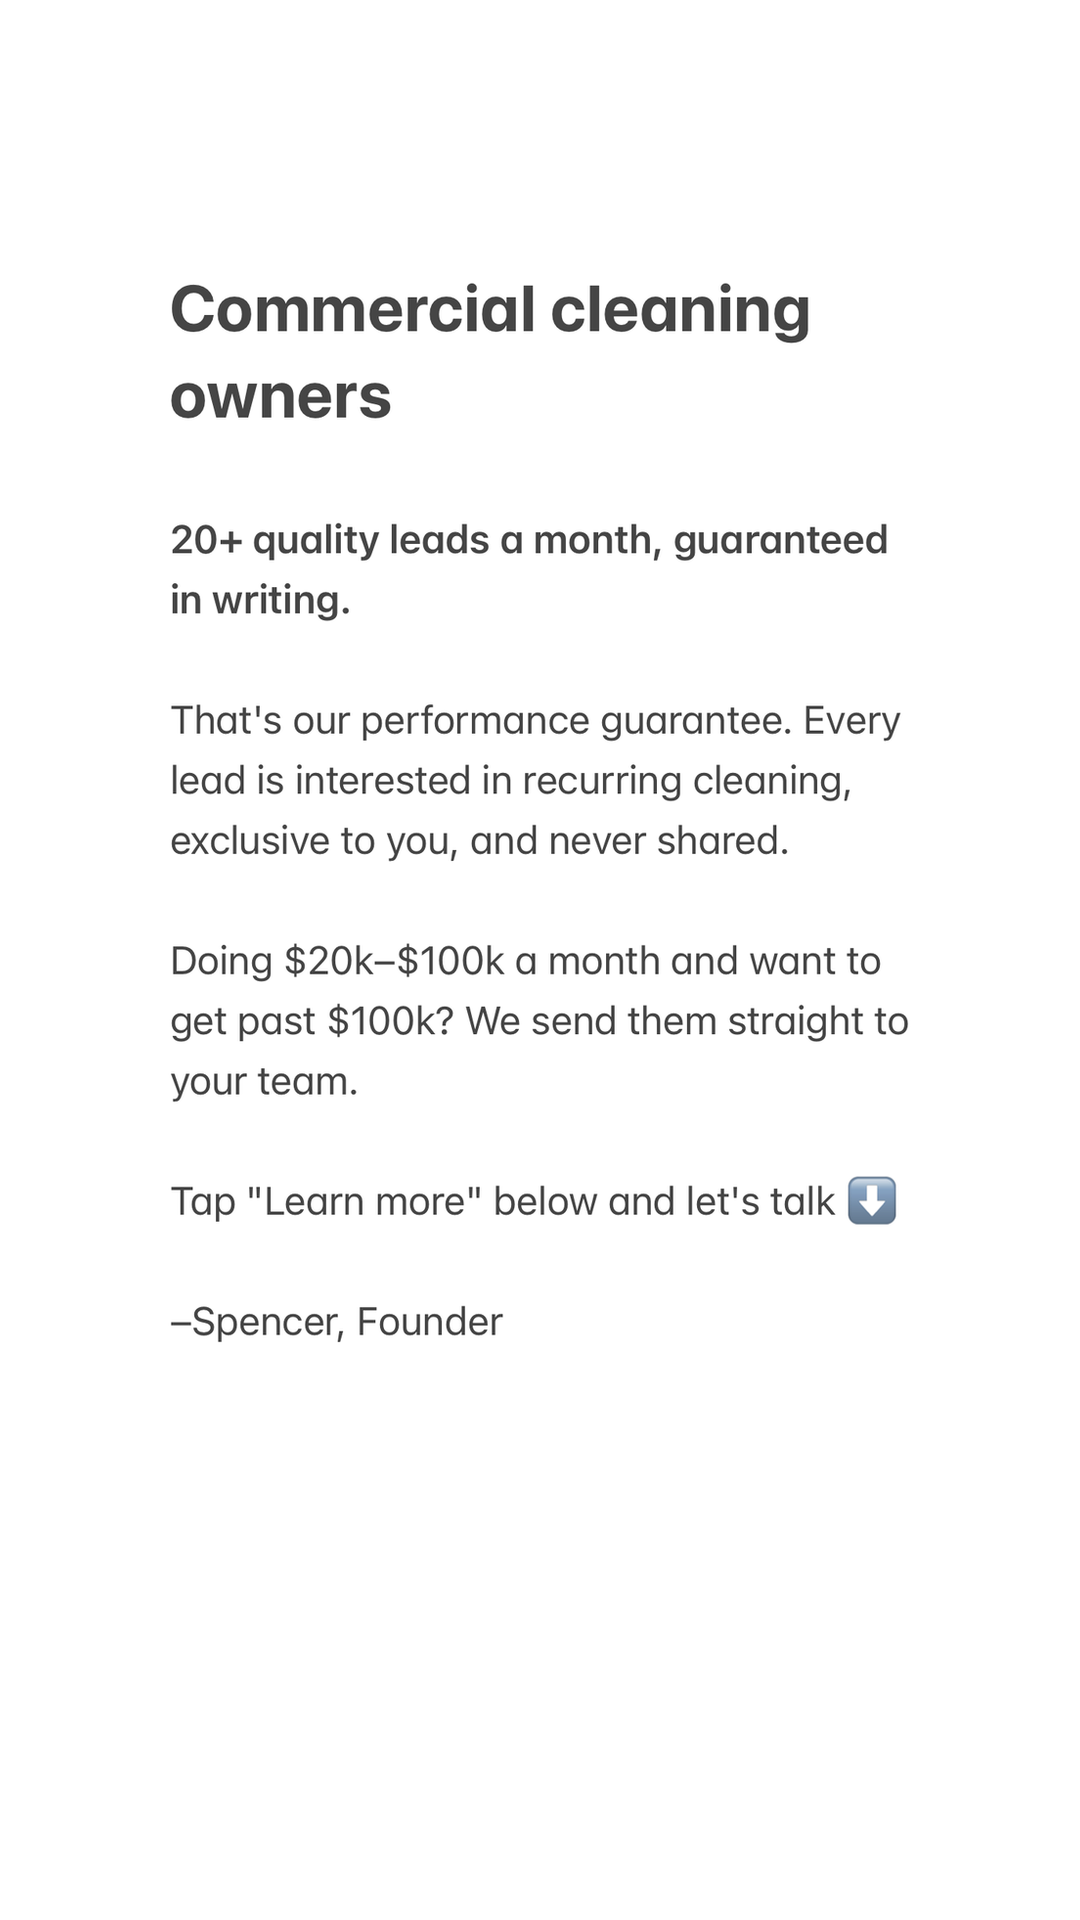 Commercial cleaning
owners
20+ quality leads a month, guaranteed
in writing.
That's our performance guarantee. Every
lead is interested in recurring cleaning,
exclusive to you, and never shared.
Doing $20k–$100k a month and want to
get past $100k? We send them straight to
your team.
Tap "Learn more" below and let's talk ⬇️
–Spencer, Founder